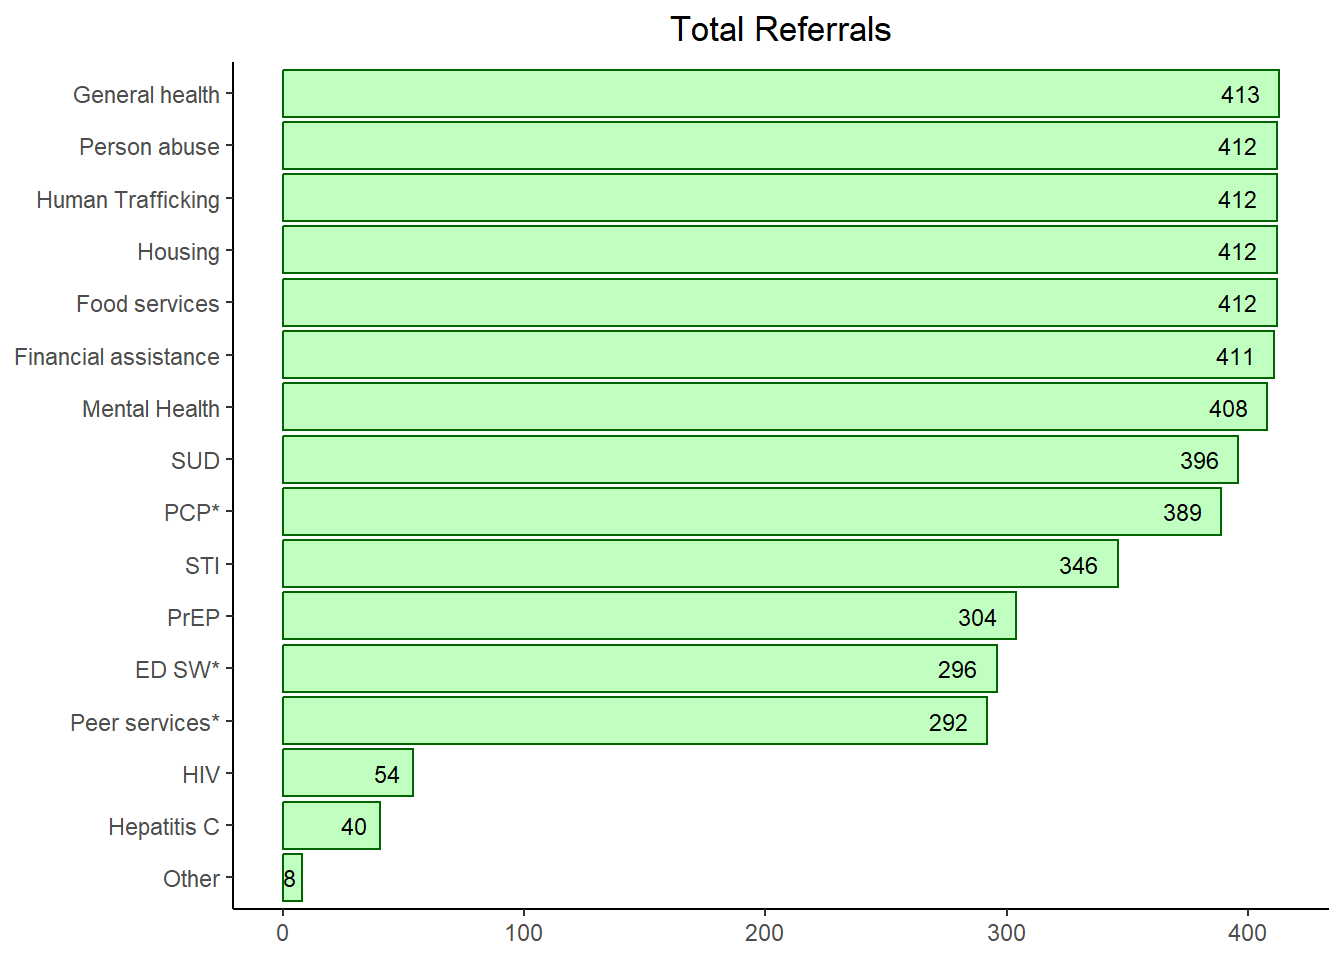 Total Referrals
General health 413
Person abuse 412
Human Trafficking 412
Housing 412
Food services 412
Financial assistance 411
Mental Health 408
SUD 396
PCP* 389
STI 346
PrEP 304
ED SW* 296
Peer services* 292
HIV 54
Hepatitis C 40
Other 8
0 100 200 300 400